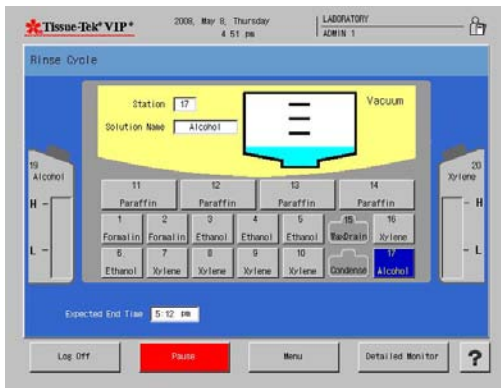 Tissue-Tek® VIP®
2008, May 8, Thursday
4 51 pm
LABORATORY
ADMIN 1
Rinse Cycle
Station 17
Solution Name Alcohol
Vacuum
19
Alcohol
H
L
20
Xylene
H
L
11 12 13 14
Paraffin Paraffin Paraffin Paraffin
1 2 3 4 5 15 16
Formalin Formalin Ethanol Ethanol Ethanol WaxDrain Xylene
6 7 8 9 10 17
Ethanol Xylene Xylene Xylene Xylene Condense Alcohol
Expected End Time 5:12 pm
Log Off Pause Menu Detailed Monitor ?